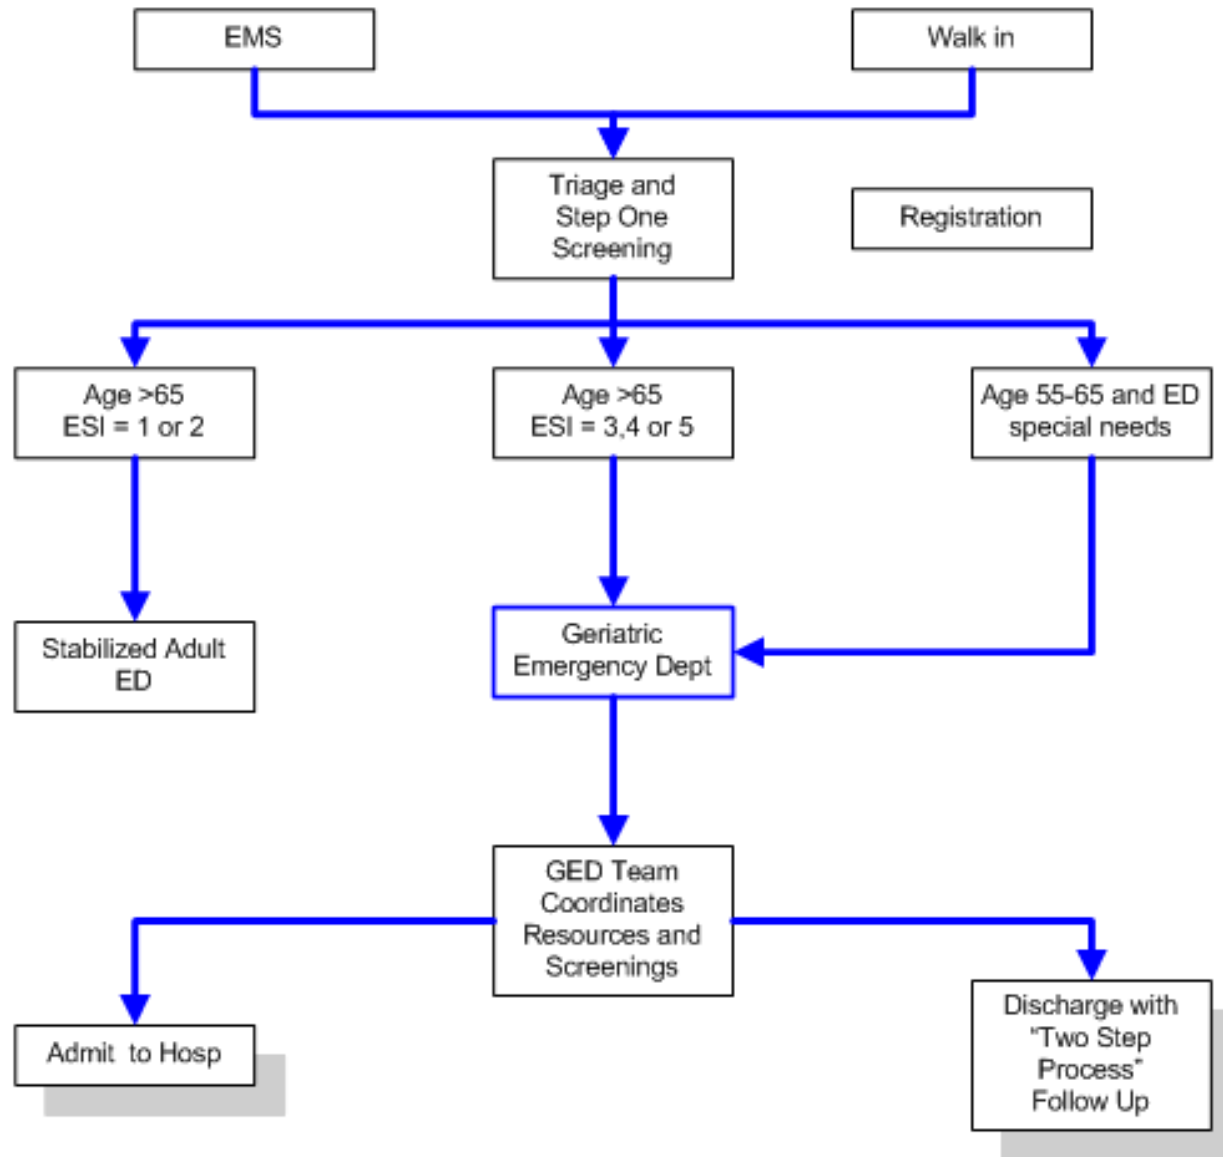 EMS
Walk in
Triage and
Step One
Screening
Registration
Age >65
ESI = 1 or 2
Age >65
ESI = 3,4 or 5
Age 55-65 and ED
special needs
Stabilized Adult
ED
Geriatric
Emergency Dept
GED Team
Coordinates
Resources and
Screenings
Admit  to Hosp
Discharge with
"Two Step
Process"
Follow Up